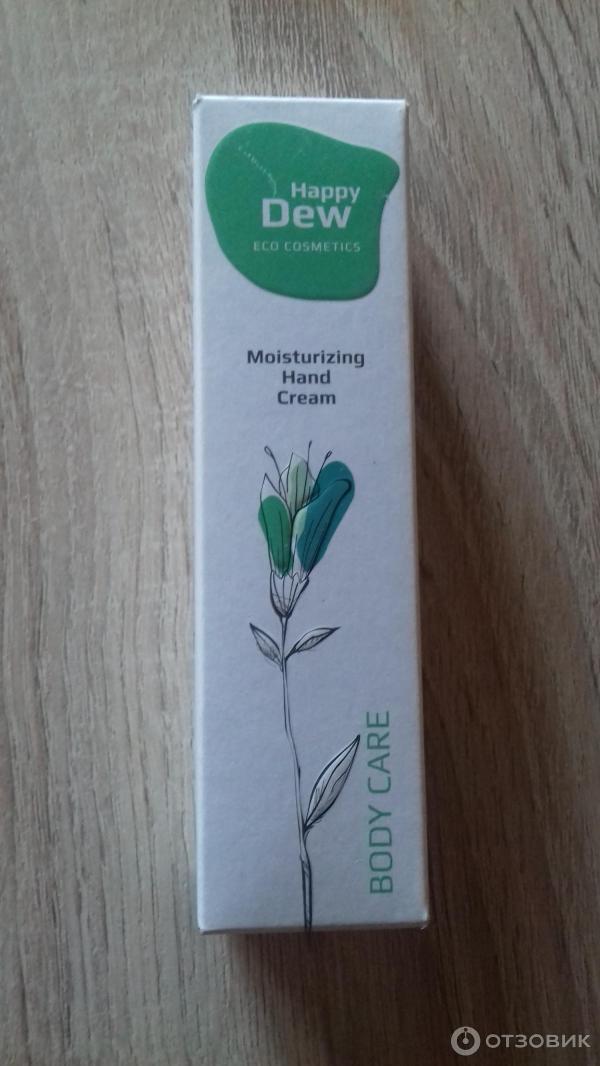 Happy
Dew
ECO COSMETICS
Moisturizing
Hand
Cream
BODY CARE
ОТЗОВИК